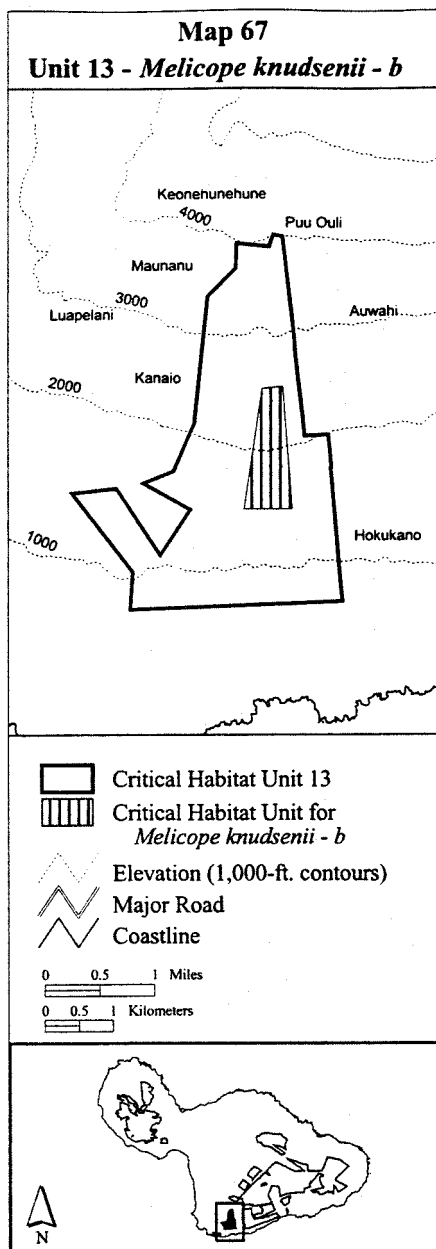 Map 67
Unit 13 - Melicope knudsenii - b
Keonehunehune
4000
Puu Ouli
Maunanu
3000
Luapelani
Auwahi
Kanaio
2000
1000
Hokukano
Critical Habitat Unit 13
Critical Habitat Unit for
Melicope knudsenii - b
Elevation (1,000-ft. contours)
Major Road
Coastline
0 0.5 1 Miles
0 0.5 1 Kilometers
N